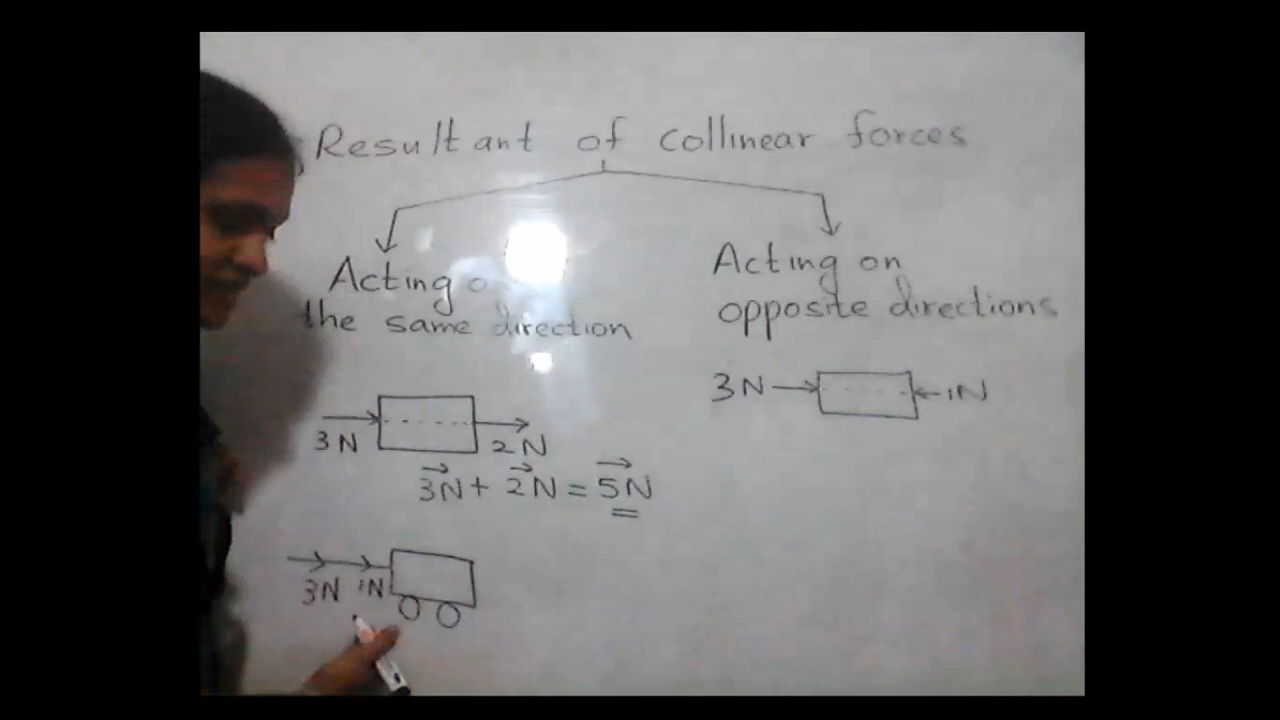 Resultant of collinear forces
Acting
the same direction
Acting on
opposite directions
3N 2N
3N + 2N = 5N
3N 1N
3N 1N